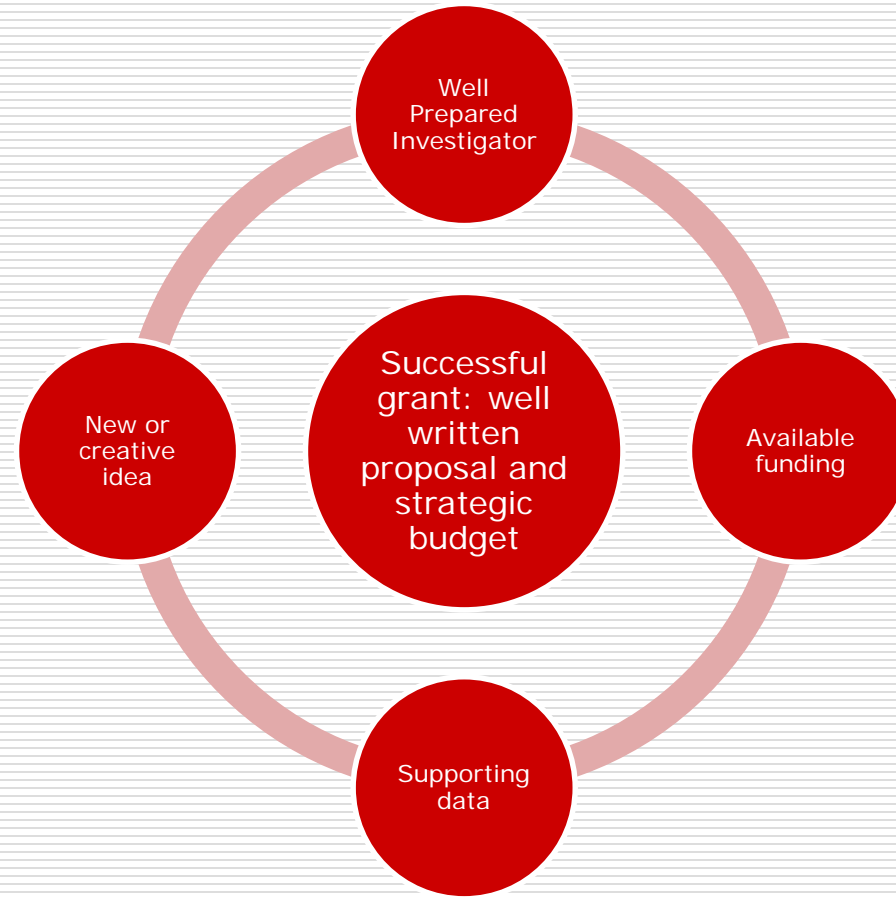 Well
Prepared
Investigator
Successful
grant: well
written
proposal and
strategic
budget
New or
creative
idea
Available
funding
Supporting
data